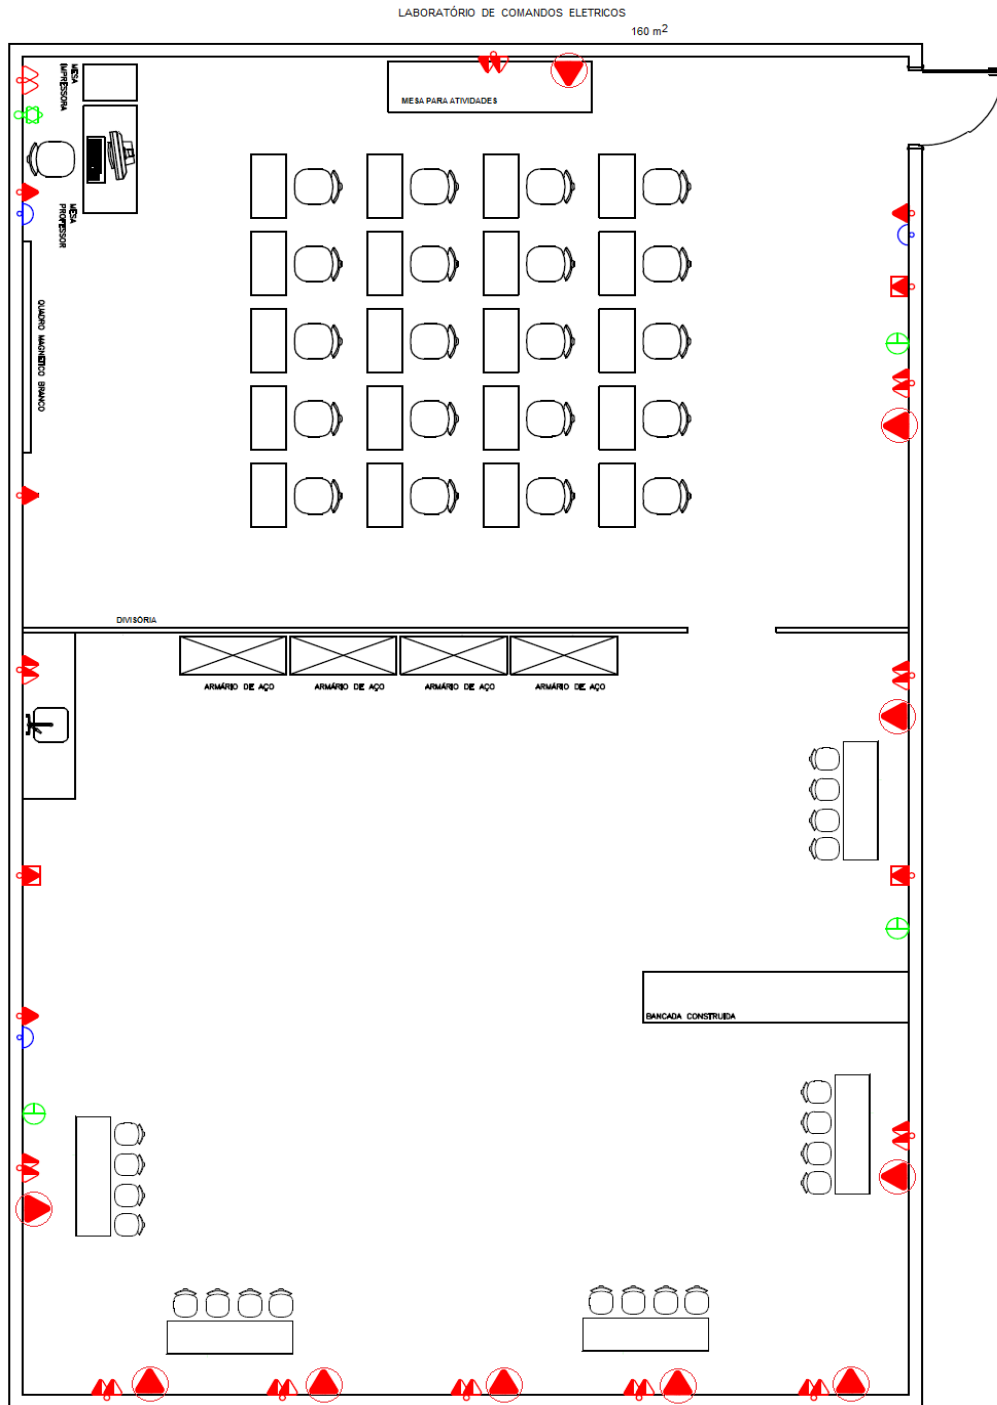 LABORATÓRIO DE COMANDOS ELETRICOS
160 m²
MESA
IMPRESSORA
MESA PARA ATIVIDADES
MESA
PROFESSOR
QUADRO MAGNÉTICO BRANCO
DIVISÓRIA
ARMÁRIO DE AÇO
ARMÁRIO DE AÇO
ARMÁRIO DE AÇO
ARMÁRIO DE AÇO
BANCADA CONSTRUIDA